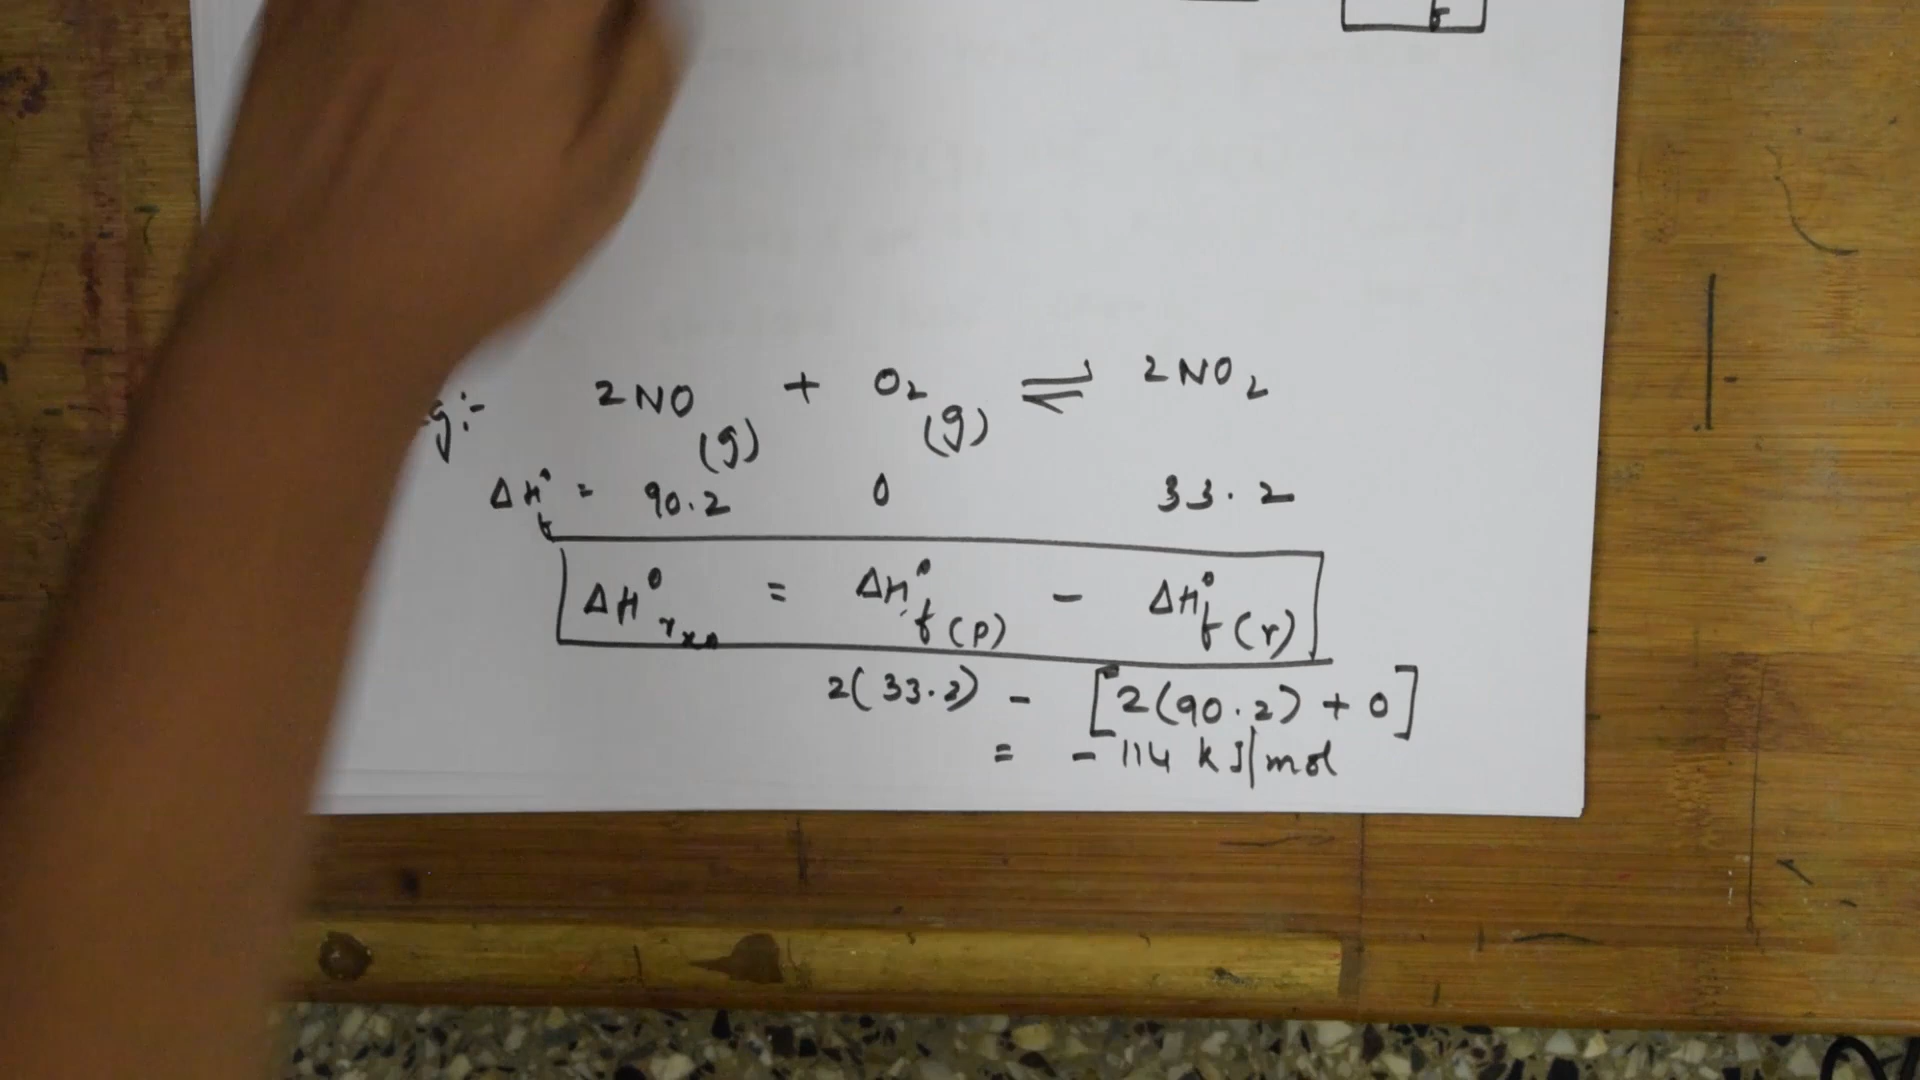 g:- 2NO(g) + O₂(g) ⇌ 2NO₂
ΔH°f = 90.2 0 33.2
ΔH°rxn = ΔH°f(p) - ΔH°f(r)
2(33.2) - [2(90.2) + 0]
= - 114 kJ/mol